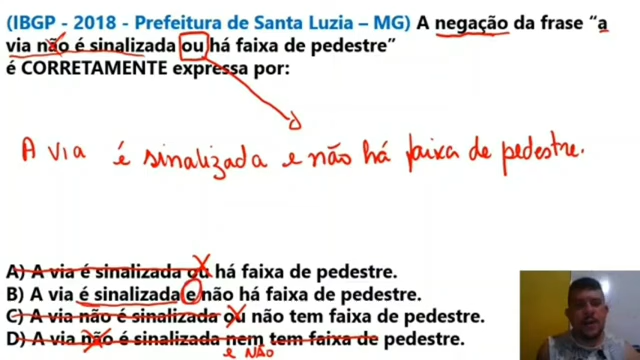 (IBGP - 2018 - Prefeitura de Santa Luzia – MG) A negação da frase “a
via não é sinalizada ou há faixa de pedestre”
é CORRETAMENTE expressa por:
A via é sinalizada e não há faixa de pedestre.
A) A via é sinalizada ou há faixa de pedestre.
B) A via é sinalizada e não há faixa de pedestre.
C) A via não é sinalizada ou não tem faixa de pedestre.
D) A via não é sinalizada nem tem faixa de pedestre.
e NÃO